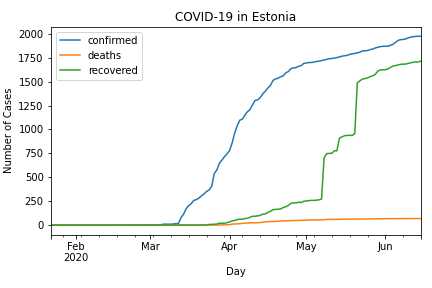 COVID-19 in Estonia
confirmed
deaths
recovered
Number of Cases
2000
1750
1500
1250
1000
750
500
250
0
Feb
2020
Mar
Apr
May
Jun
Day